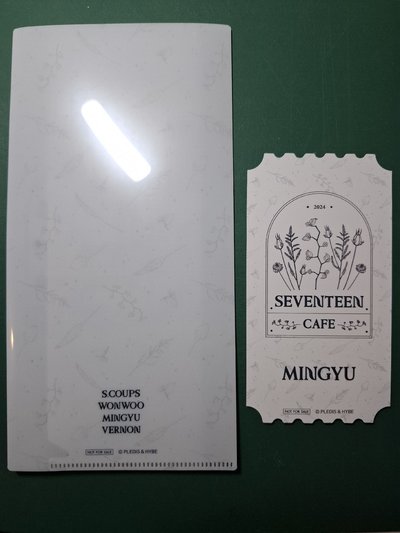 S.COUPS
WONWOO
MINGYU
VERNON
NOT FOR SALE © PLEDIS & HYBE
2024
SEVENTEEN
CAFE
MINGYU
NOT FOR SALE © PLEDIS & HYBE